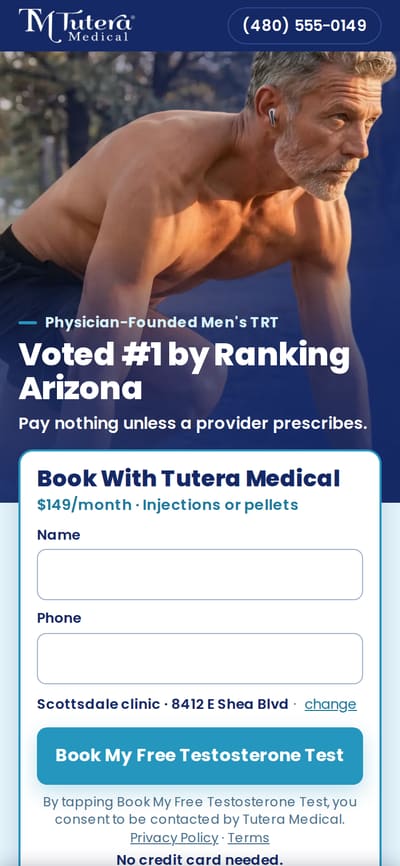 TM Tutera®
Medical
(480) 555-0149
Physician-Founded Men's TRT
Voted #1 by Ranking
Arizona
Pay nothing unless a provider prescribes.
Book With Tutera Medical
$149/month · Injections or pellets
Name
Phone
Scottsdale clinic · 8412 E Shea Blvd · change
Book My Free Testosterone Test
By tapping Book My Free Testosterone Test, you
consent to be contacted by Tutera Medical.
Privacy Policy · Terms
No credit card needed.